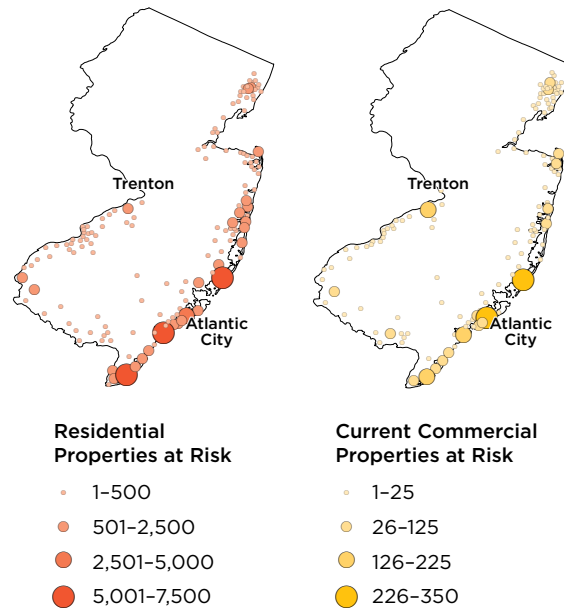 Trenton
Atlantic
City
Trenton
Atlantic
City
Residential
Properties at Risk
1–500
501–2,500
2,501–5,000
5,001–7,500
Current Commercial
Properties at Risk
1–25
26–125
126–225
226–350